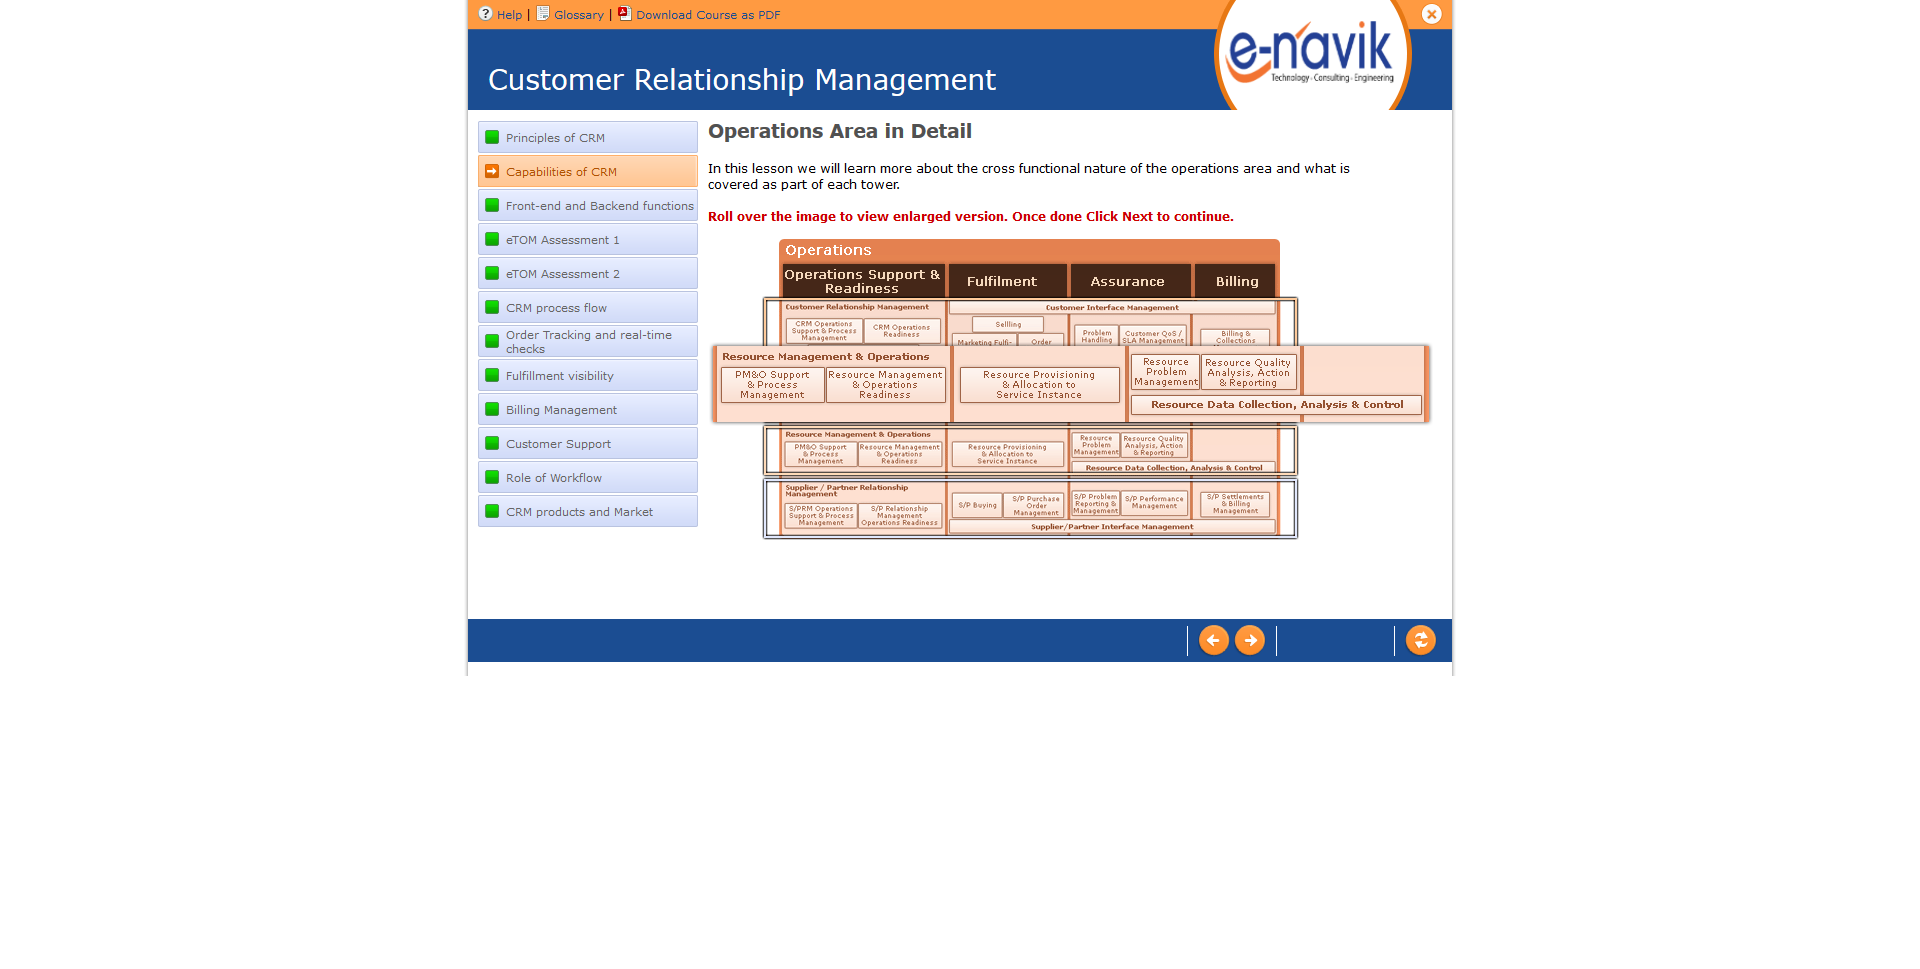 Help | Glossary | Download Course as PDF
e-navik
Technology - Consulting - Engineering
Customer Relationship Management
Principles of CRM
Capabilities of CRM
Front-end and Backend functions
eTOM Assessment 1
eTOM Assessment 2
CRM process flow
Order Tracking and real-time
checks
Fulfillment visibility
Billing Management
Customer Support
Role of Workflow
CRM products and Market
Operations Area in Detail
In this lesson we will learn more about the cross functional nature of the operations area and what is
covered as part of each tower.
Roll over the image to view enlarged version. Once done Click Next to continue.
Operations
Operations Support &
Readiness
Fulfilment
Assurance
Billing
Customer Relationship Management
Customer Interface Management
CRM Operations
Support & Process
Management
CRM Operations
Readiness
Sellling
Marketing Fulfi-
Order
Problem
Handling
Customer QoS /
SLA Management
Billing &
Collections
Resource Management & Operations
PM&O Support
& Process
Management
Resource Management
& Operations
Readiness
Resource Provisioning
& Allocation to
Service Instance
Resource
Problem
Management
Resource Quality
Analysis, Action
& Reporting
Resource Data Collection, Analysis & Control
Resource Management & Operations
PM&O Support
& Process
Management
Resource Management
& Operations
Readiness
Resource Provisioning
& Allocation to
Service Instance
Resource
Problem
Management
Resource Quality
Analysis, Action
& Reporting
Resource Data Collection, Analysis & Control
Supplier / Partner Relationship
Management
S/PRM Operations
Support & Process
Management
S/P Relationship
Management
Operations Readiness
S/P Buying
S/P Purchase
Order
Management
S/P Problem
Reporting &
Management
S/P Performance
Management
S/P Settlements
& Billing
Management
Supplier/Partner Interface Management